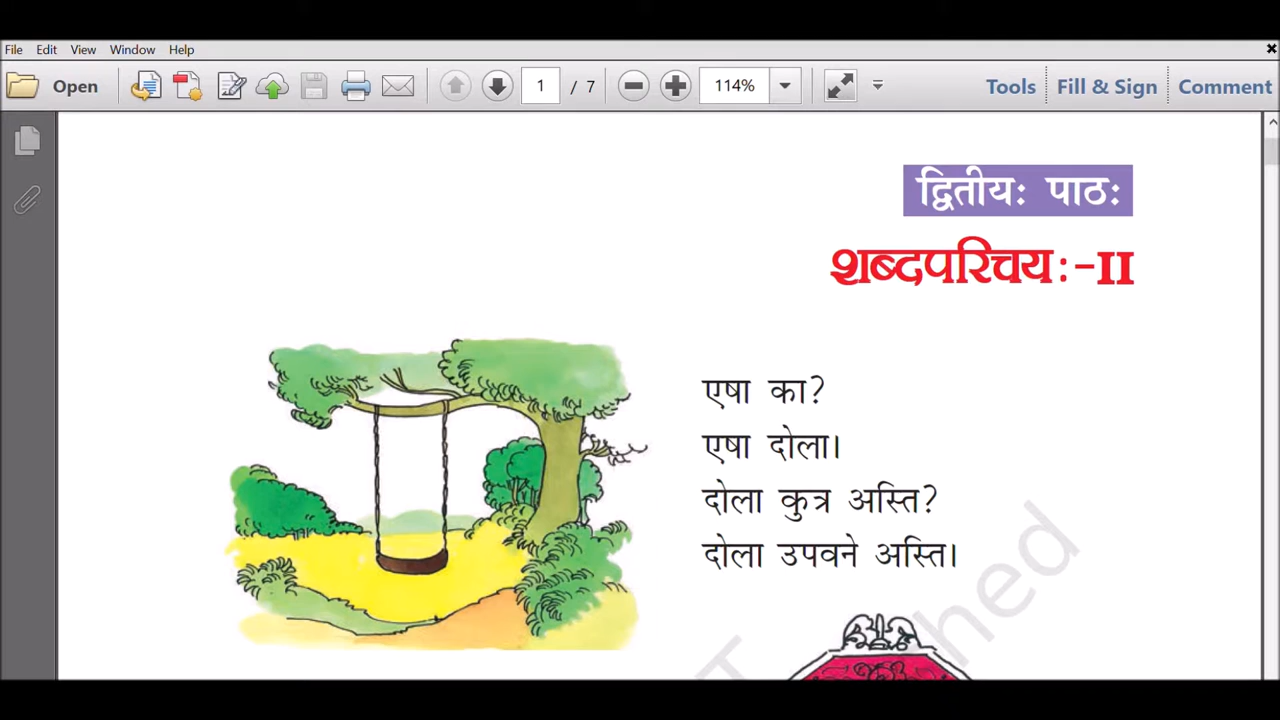 File Edit View Window Help
Open 1 / 7 114% Tools Fill & Sign Comment
द्वितीयः पाठः
शब्दपरिचयः-II
एषा का?
एषा दोला।
दोला कुत्र अस्ति?
दोला उपवने अस्ति।